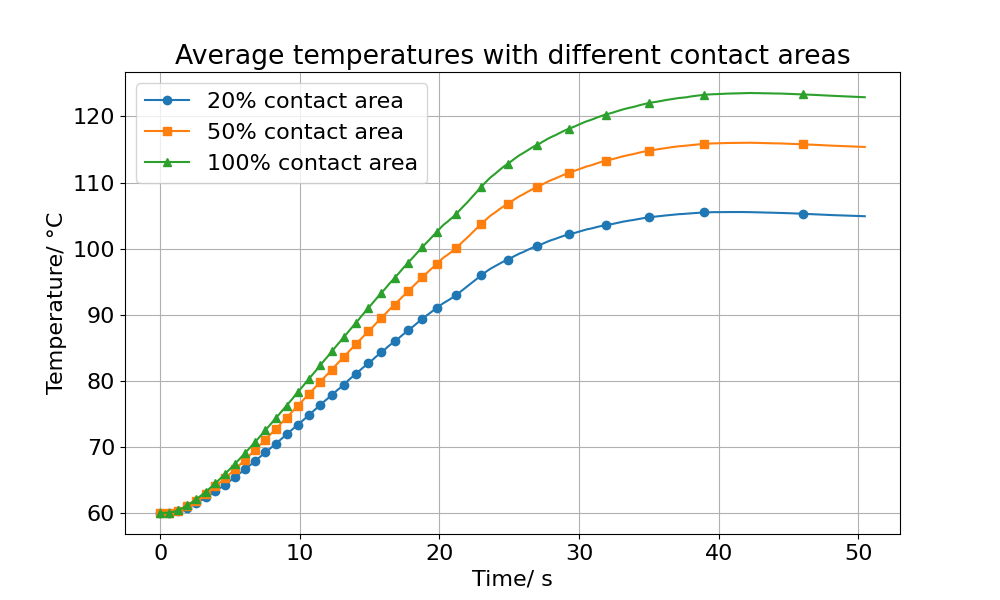 Average temperatures with different contact areas
20% contact area
50% contact area
100% contact area
Temperature/ °C
120
110
100
90
80
70
60
0 10 20 30 40 50
Time/ s